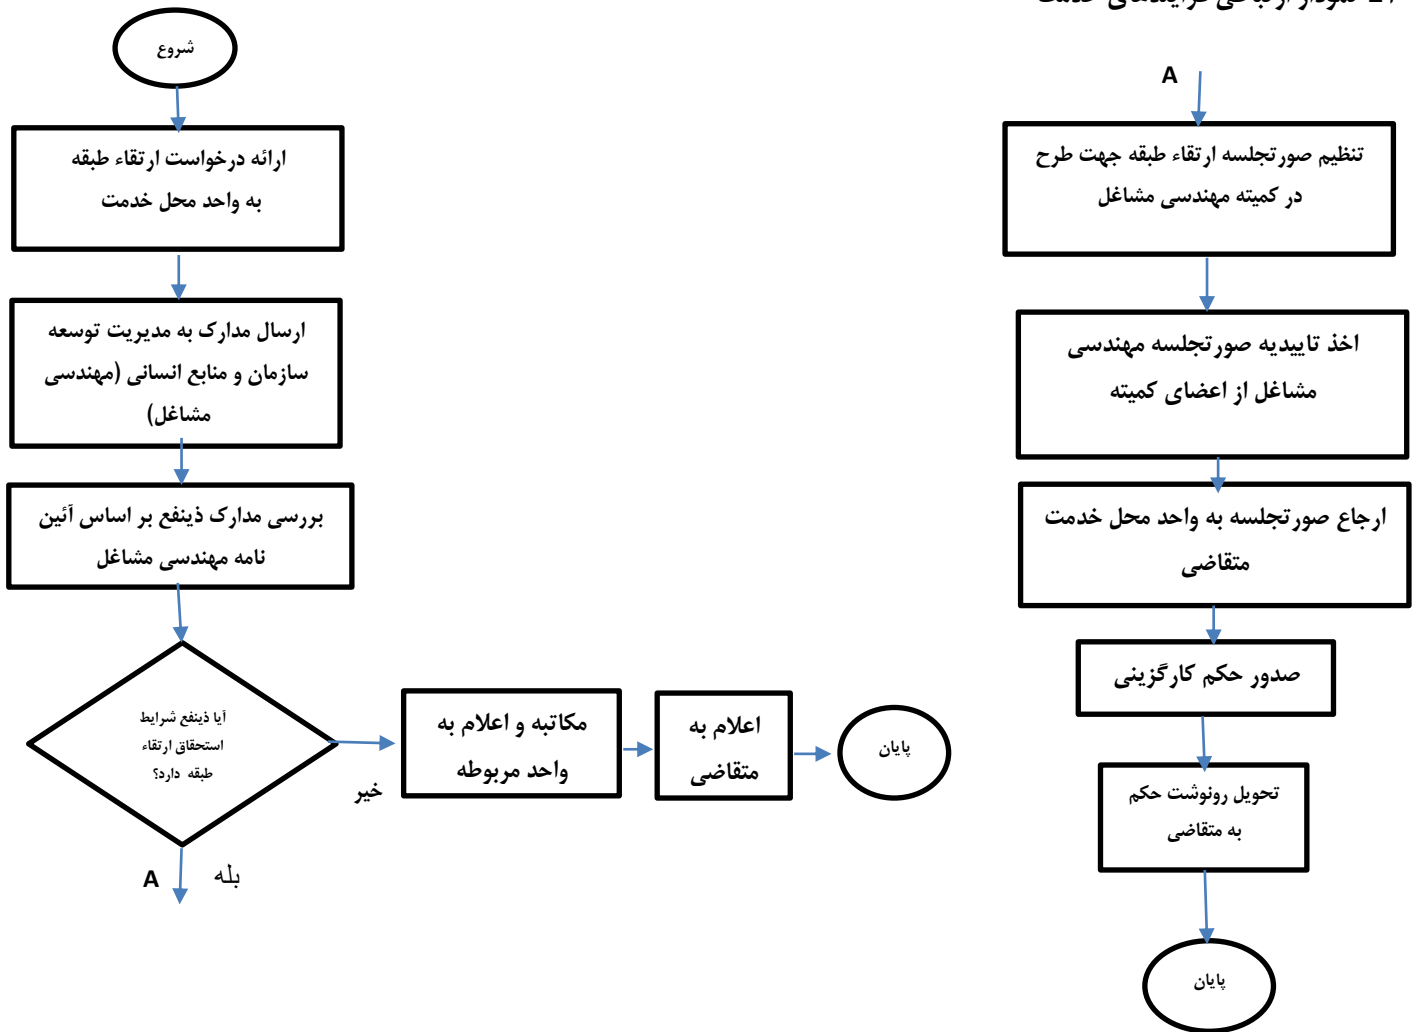 شروع
ارائه درخواست ارتقاء طبقه
به واحد محل خدمت
ارسال مدارک به مدیریت توسعه
سازمان و منابع انسانی (مهندسی
مشاغل)
بررسی مدارک ذینفع بر اساس آئین
نامه مهندسی مشاغل
آیا ذینفع شرایط
استحقاق ارتقاء
طبقه دارد؟
خیر
مکاتبه و اعلام به
واحد مربوطه
اعلام به
متقاضی
پایان
بله
A
A
تنظیم صورتجلسه ارتقاء طبقه جهت طرح
در کمیته مهندسی مشاغل
اخذ تاییدیه صورتجلسه مهندسی
مشاغل از اعضای کمیته
ارجاع صورتجلسه به واحد محل خدمت
متقاضی
صدور حکم کارگزینی
تحویل رونوشت حکم
به متقاضی
پایان